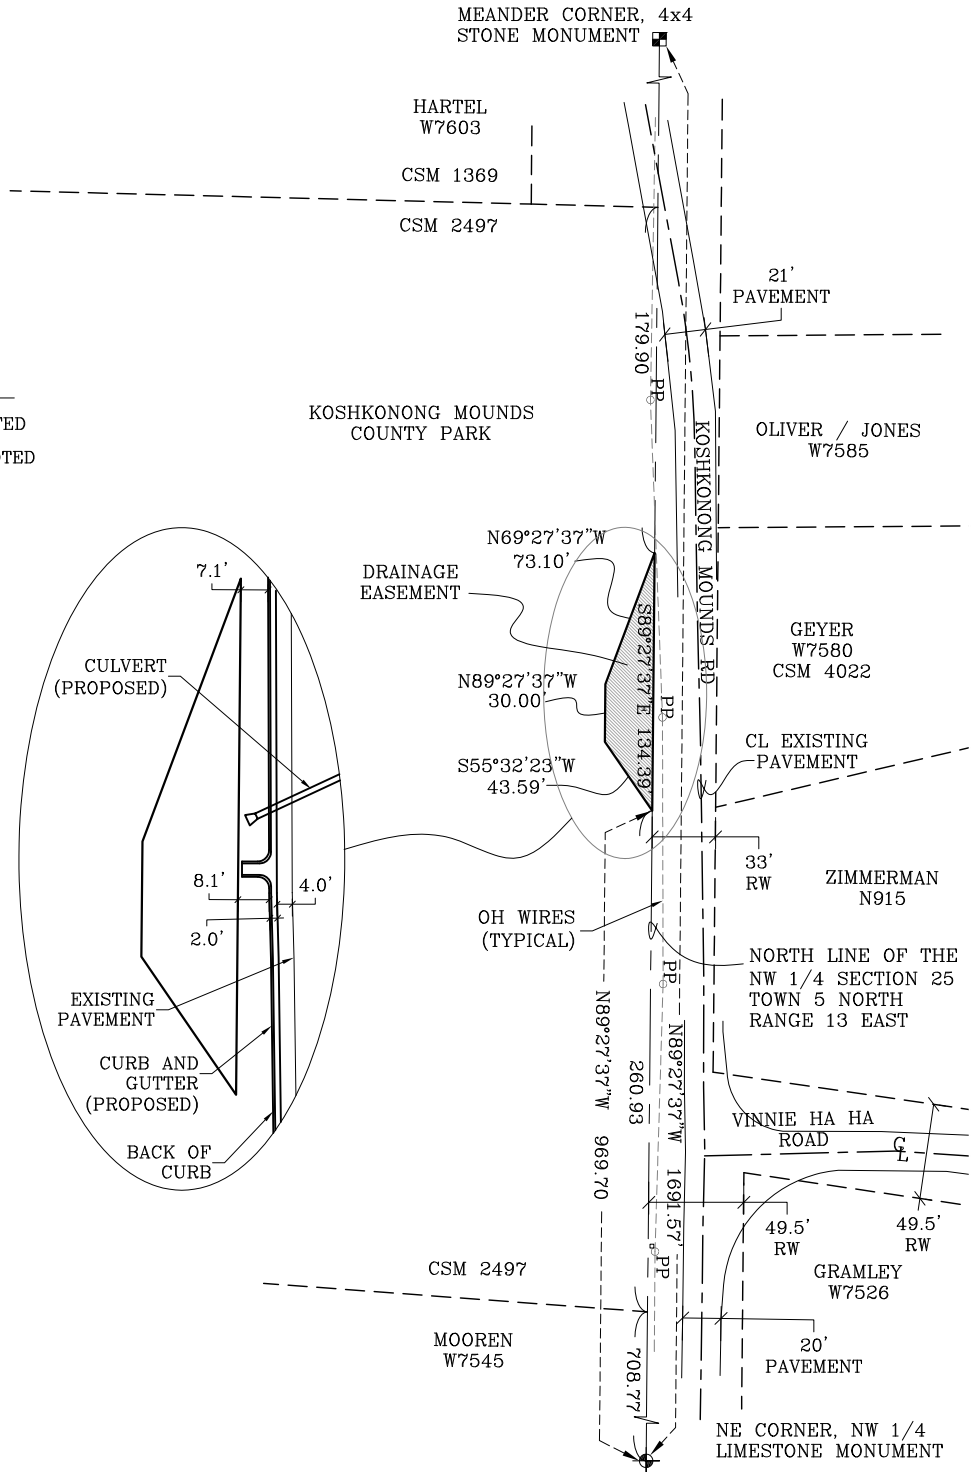 MEANDER CORNER, 4x4
STONE MONUMENT
HARTEL
W7603
CSM 1369
CSM 2497
21'
PAVEMENT
179.90
PP
TED
OTED
KOSHKONONG MOUNDS
COUNTY PARK
OLIVER / JONES
W7585
KOSHKONONG MOUNDS RD
N69°27'37"W
73.10'
7.1'
DRAINAGE
EASEMENT
S89°27'37"E 134.39'
GEYER
W7580
CSM 4022
CULVERT
(PROPOSED)
N89°27'37"W
30.00'
PP
CL EXISTING
PAVEMENT
S55°32'23"W
43.59'
33'
RW
ZIMMERMAN
N915
8.1'
4.0'
2.0'
OH WIRES
(TYPICAL)
PP
NORTH LINE OF THE
NW 1/4 SECTION 25
TOWN 5 NORTH
RANGE 13 EAST
EXISTING
PAVEMENT
N89°27'37"W 969.70
260.93
N89°27'37"W 1691.57'
CURB AND
GUTTER
(PROPOSED)
VINNIE HA HA
ROAD
CL
BACK OF
CURB
49.5'
RW
49.5'
RW
PP
CSM 2497
GRAMLEY
W7526
MOOREN
W7545
20'
PAVEMENT
708.77
NE CORNER, NW 1/4
LIMESTONE MONUMENT